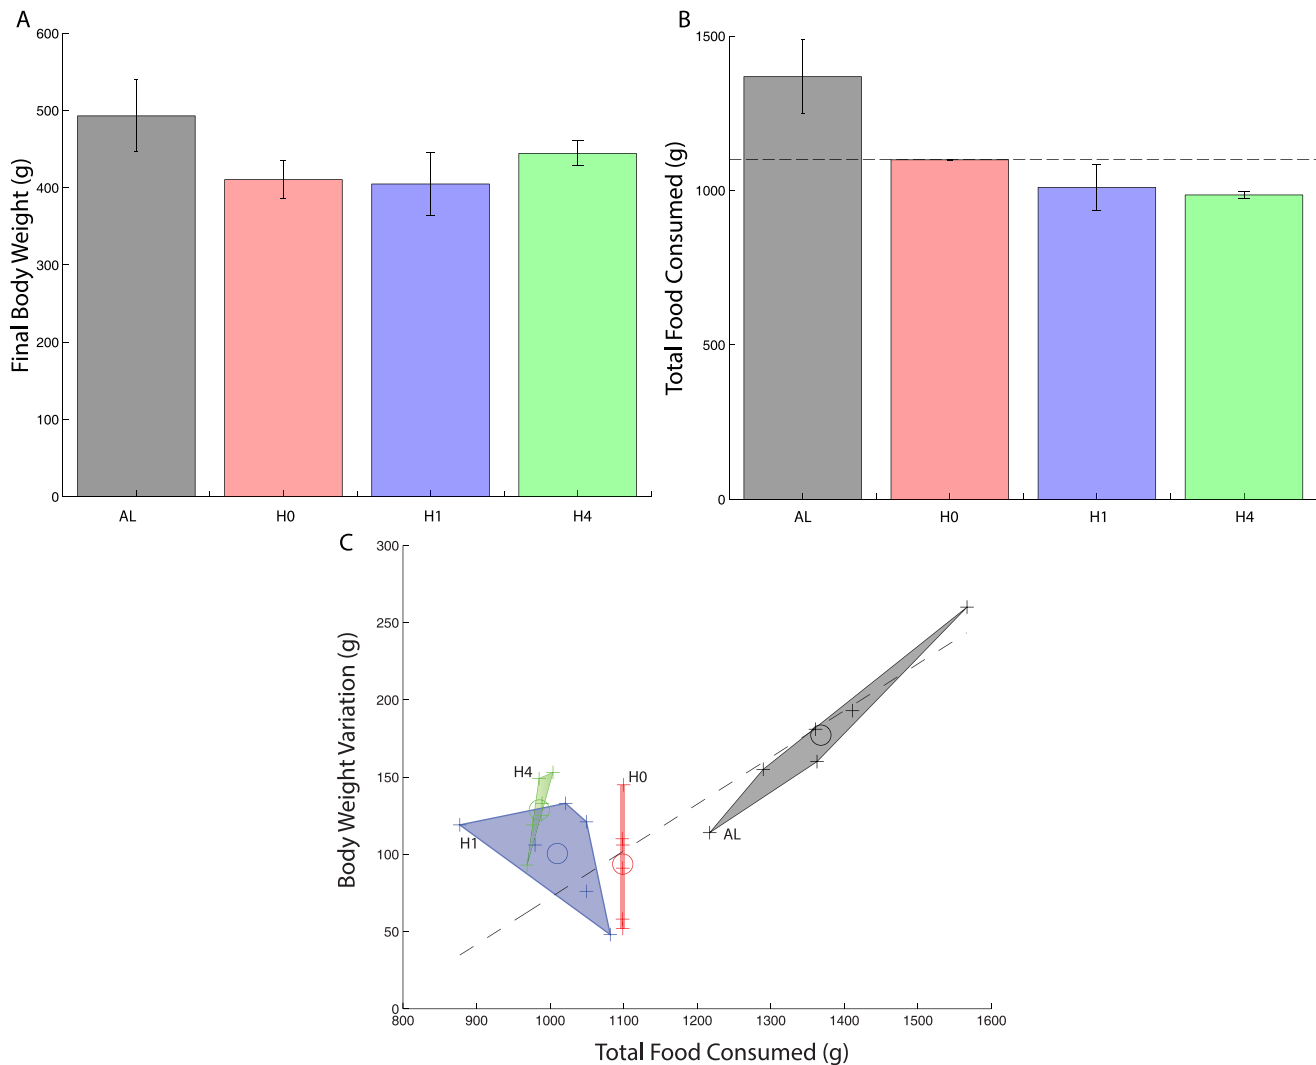 A
600
500
400
300
200
100
0
Final Body Weight (g)
AL H0 H1 H4
B
1500
1000
500
0
Total Food Consumed (g)
AL H0 H1 H4
C
300
250
200
150
100
50
0
Body Weight Variation (g)
H4
H0
H1
AL
800 900 1000 1100 1200 1300 1400 1500 1600
Total Food Consumed (g)